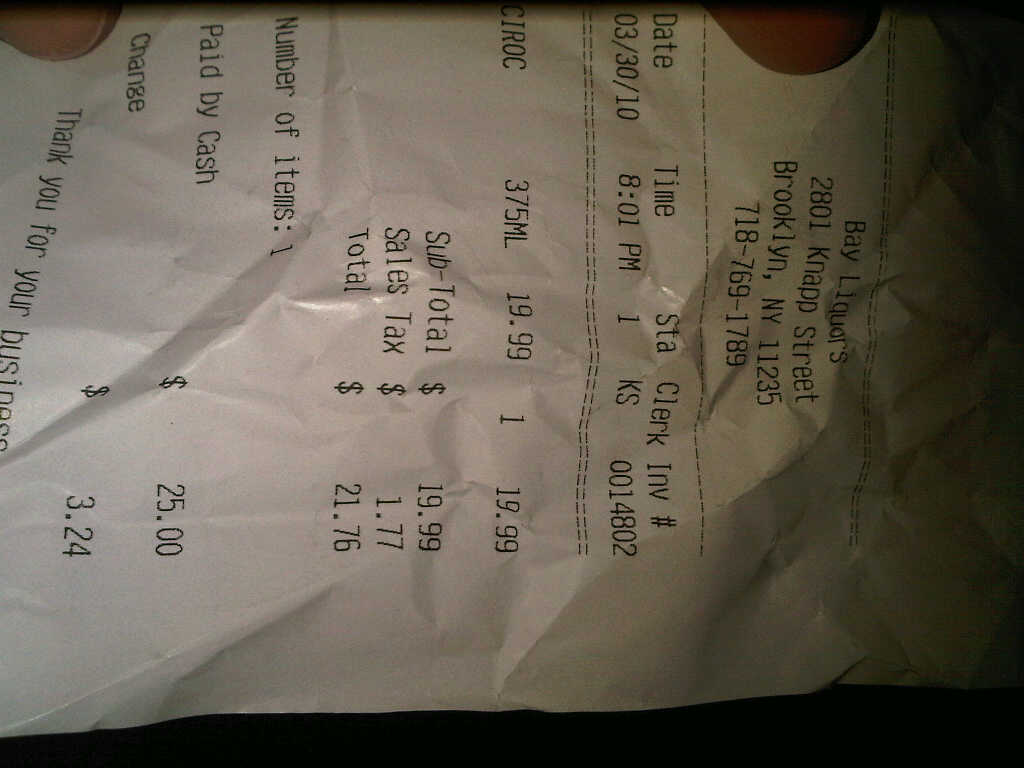 Bay Liquors
2801 Knapp Street
Brooklyn, NY 11235
718-769-1789
Date Time Sta Clerk Inv #
03/30/10 8:01 PM 1 KS 0014802
CIROC 375ML 19.99 1 19.99
Sub-Total $ 19.99
Sales Tax $ 1.77
Total $ 21.76
Number of items: 1
Paid by Cash $ 25.00
Change $ 3.24
Thank you for your business